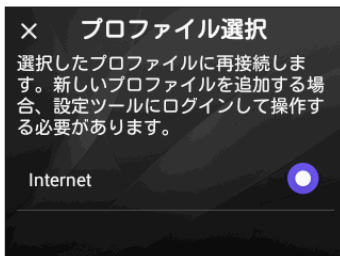 × プロファイル選択
選択したプロファイルに再接続しま
す。新しいプロファイルを追加する場
合、設定ツールにログインして操作す
る必要があります。
Internet